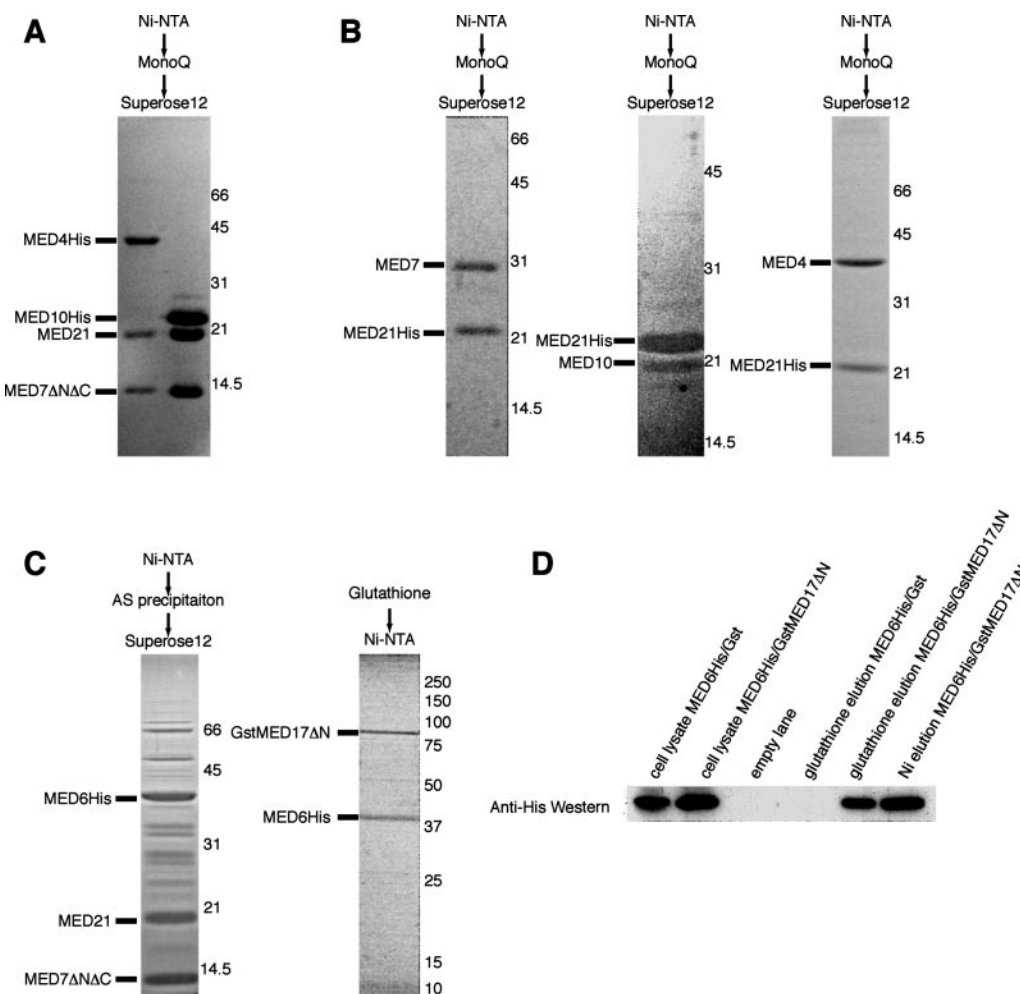 A
Ni-NTA
MonoQ
Superose12
66
45
MED4His
31
MED10His
21
MED21
14.5
MED7ΔNΔC
B
Ni-NTA
MonoQ
Superose12
66
45
31
MED7
21
MED21His
14.5
Ni-NTA
MonoQ
Superose12
45
31
MED21His
21
MED10
14.5
Ni-NTA
MonoQ
Superose12
66
45
MED4
31
21
MED21His
14.5
C
Ni-NTA
AS precipitaiton
Superose12
66
45
MED6His
31
21
MED21
14.5
MED7ΔNΔC
Glutathione
Ni-NTA
250
150
100
GstMED17ΔN
75
50
MED6His
37
25
15
10
D
cell lysate MED6His/Gst
cell lysate MED6His/GstMED17ΔN
empty lane
glutathione elution MED6His/Gst
glutathione elution MED6His/GstMED17ΔN
Ni elution MED6His/GstMED17ΔN
Anti-His Western